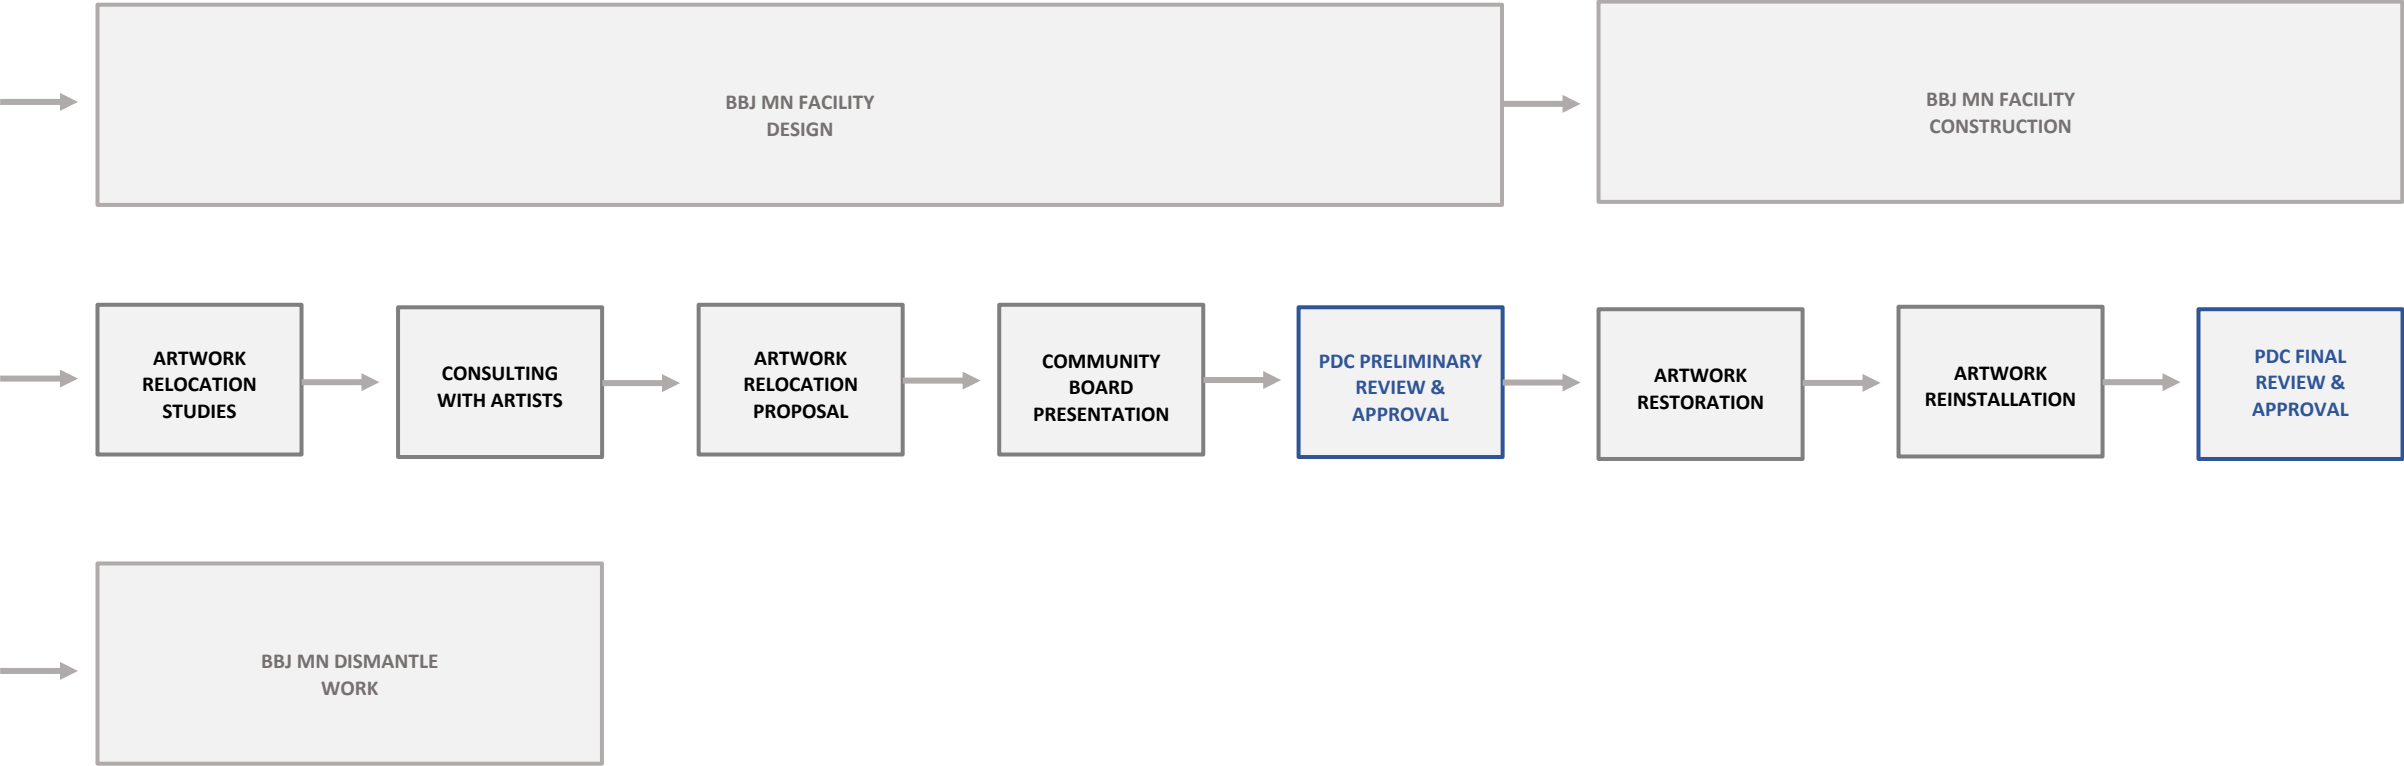 BBJ MN FACILITY
DESIGN
BBJ MN FACILITY
CONSTRUCTION
ARTWORK
RELOCATION
STUDIES
CONSULTING
WITH ARTISTS
ARTWORK
RELOCATION
PROPOSAL
COMMUNITY
BOARD
PRESENTATION
PDC PRELIMINARY
REVIEW &
APPROVAL
ARTWORK
RESTORATION
ARTWORK
REINSTALLATION
PDC FINAL
REVIEW &
APPROVAL
BBJ MN DISMANTLE
WORK